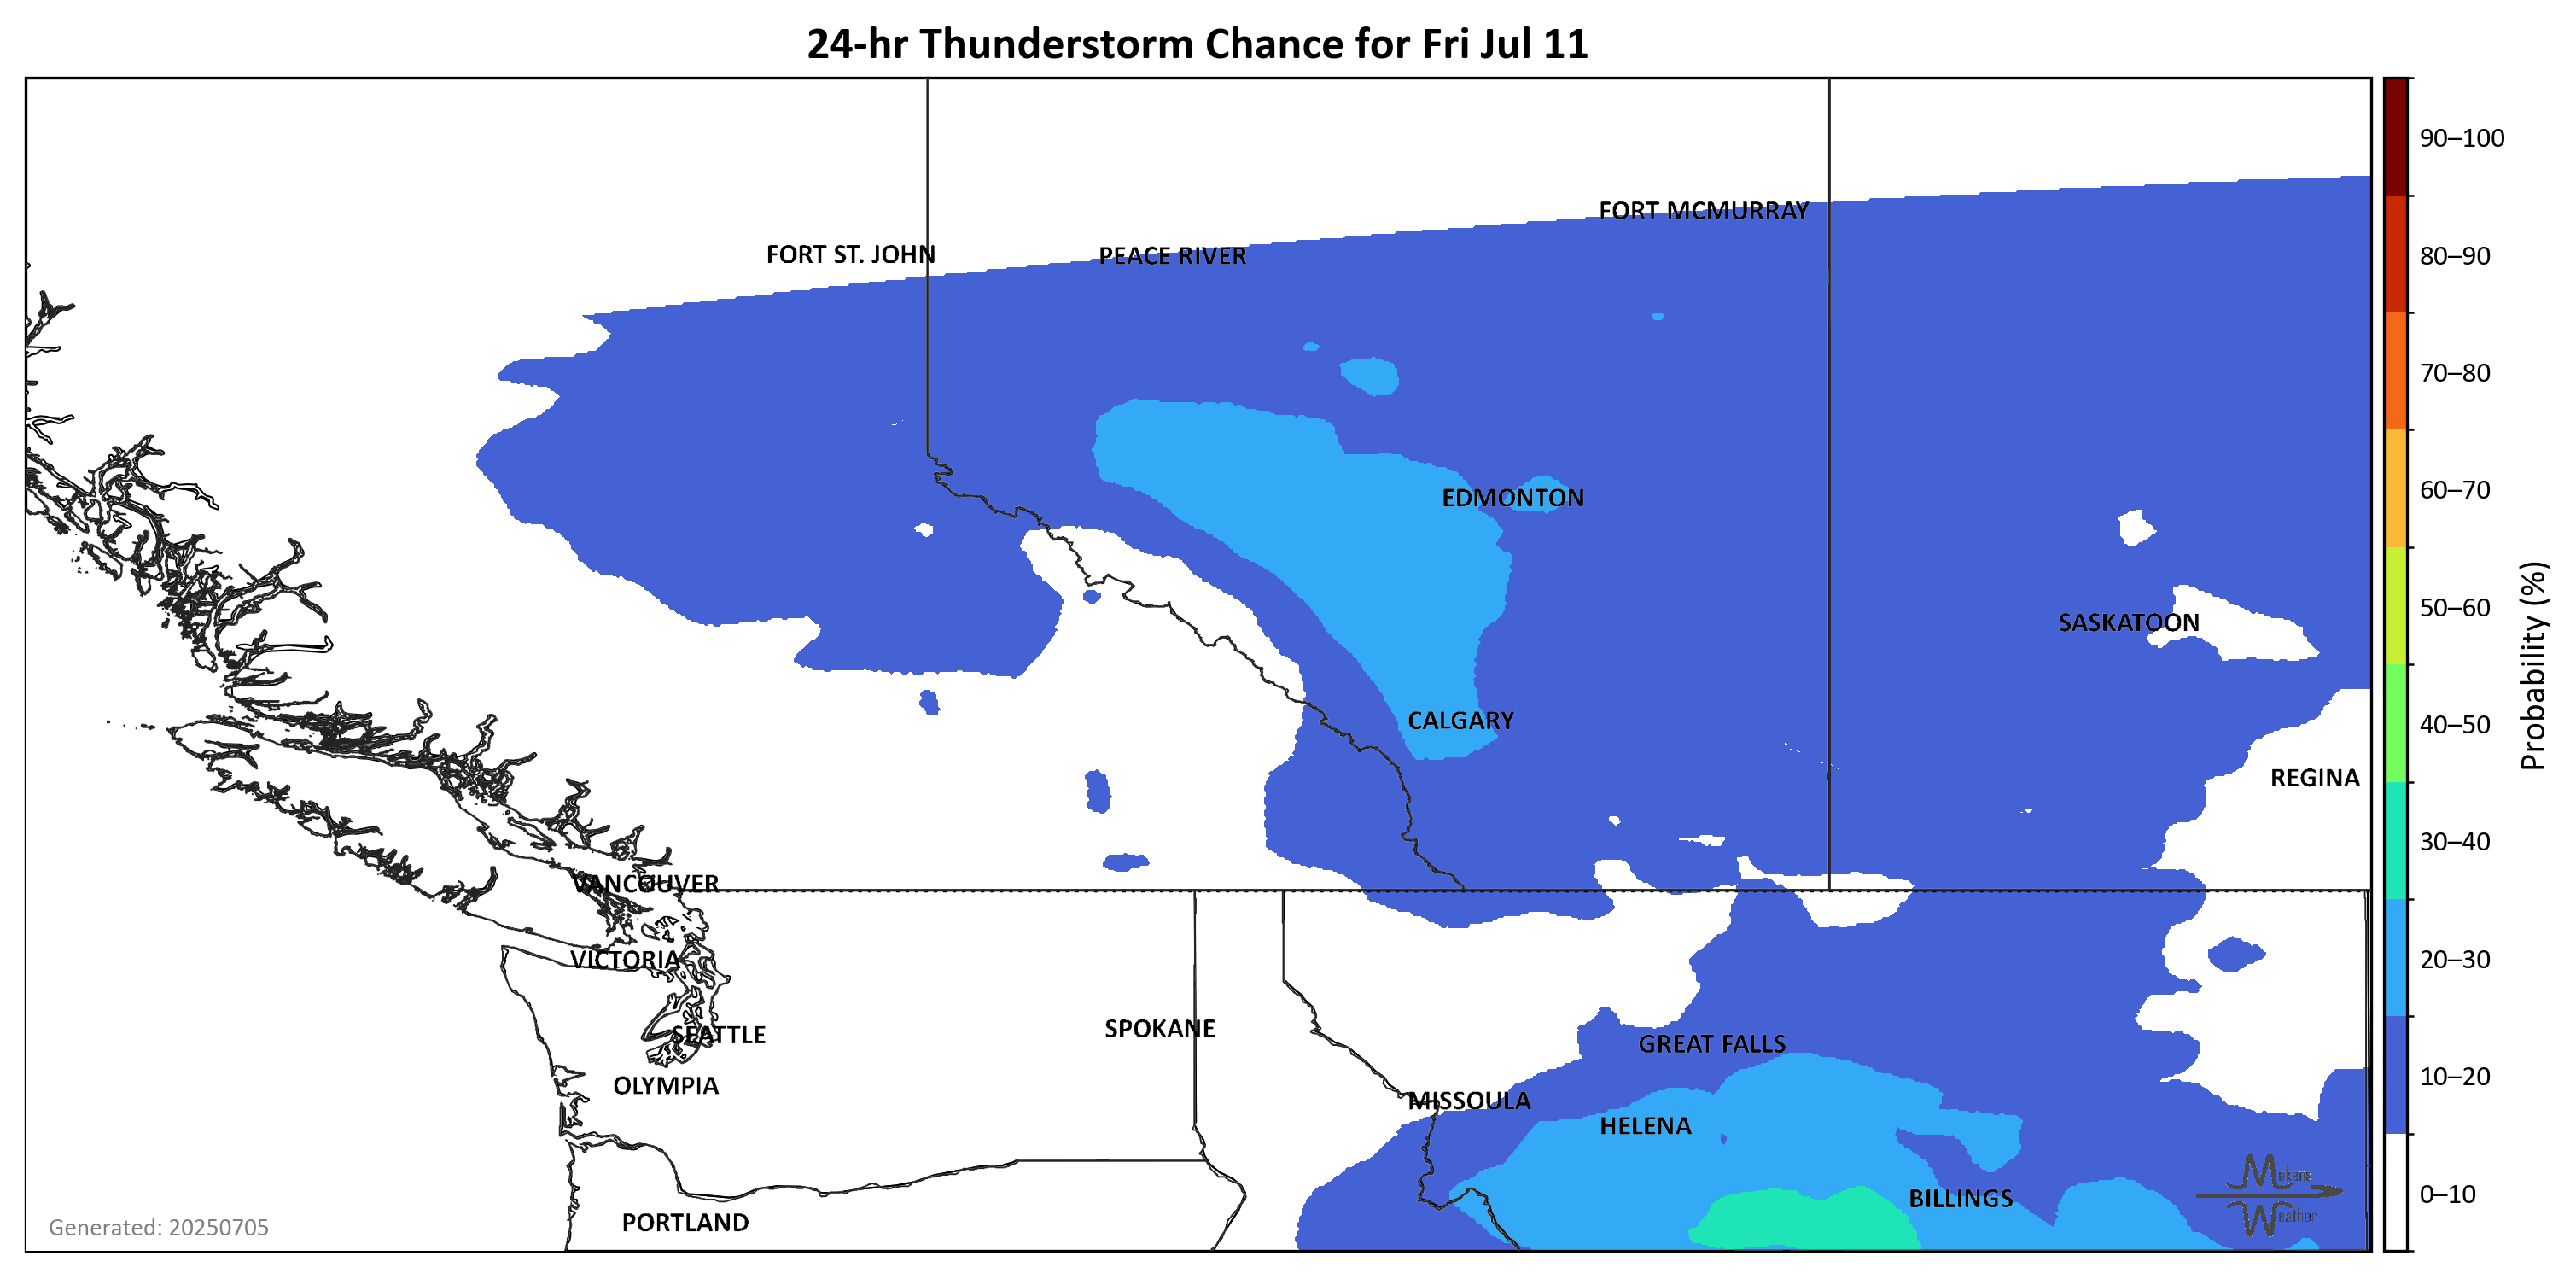 24-hr Thunderstorm Chance for Fri Jul 11
FORT MCMURRAY
FORT ST. JOHN
PEACE RIVER
EDMONTON
SASKATOON
CALGARY
REGINA
VANCOUVER
VICTORIA
SPOKANE
SEATTLE
GREAT FALLS
OLYMPIA
MISSOULA
HELENA
BILLINGS
PORTLAND
Generated: 20250705
Makens
Weather
90–100
80–90
70–80
60–70
50–60
40–50
30–40
20–30
10–20
0–10
Probability (%)